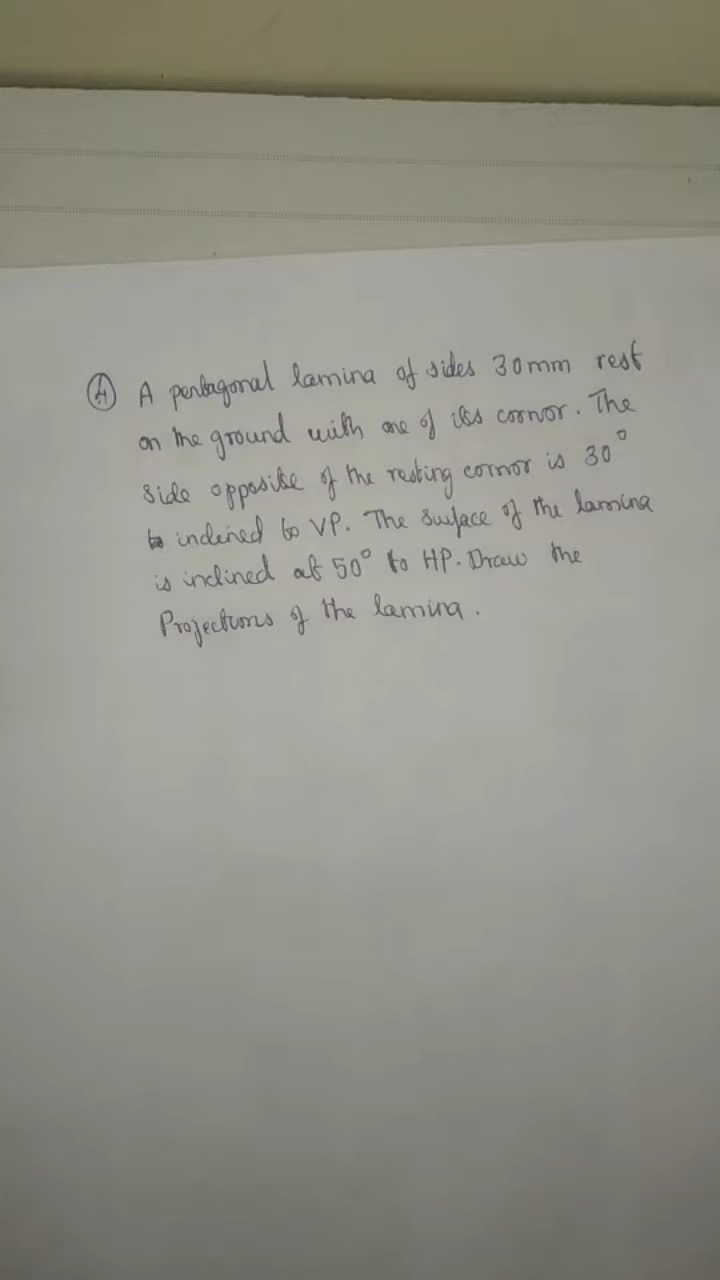 ④ A pentagonal lamina of sides 30mm rest
on the ground with one of its cornor. The
side opposite of the resting cornor is 30°
inclined to VP. The surface of the lamina
is inclined at 50° to HP. Draw the
Projections of the lamina.